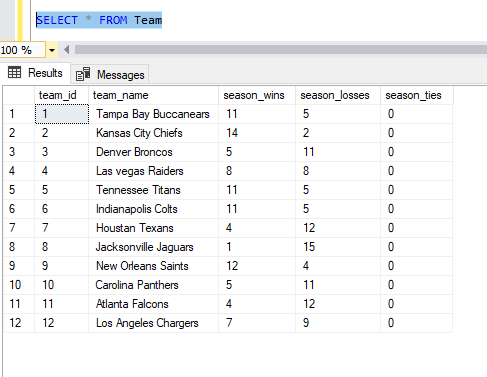 SELECT * FROM Team
100 %
Results Messages
team_id team_name season_wins season_losses season_ties
1 1 Tampa Bay Buccanears 11 5 0
2 2 Kansas City Chiefs 14 2 0
3 3 Denver Broncos 5 11 0
4 4 Las vegas Raiders 8 8 0
5 5 Tennessee Titans 11 5 0
6 6 Indianapolis Colts 11 5 0
7 7 Houstan Texans 4 12 0
8 8 Jacksonville Jaguars 1 15 0
9 9 New Orleans Saints 12 4 0
10 10 Carolina Panthers 5 11 0
11 11 Atlanta Falcons 4 12 0
12 12 Los Angeles Chargers 7 9 0